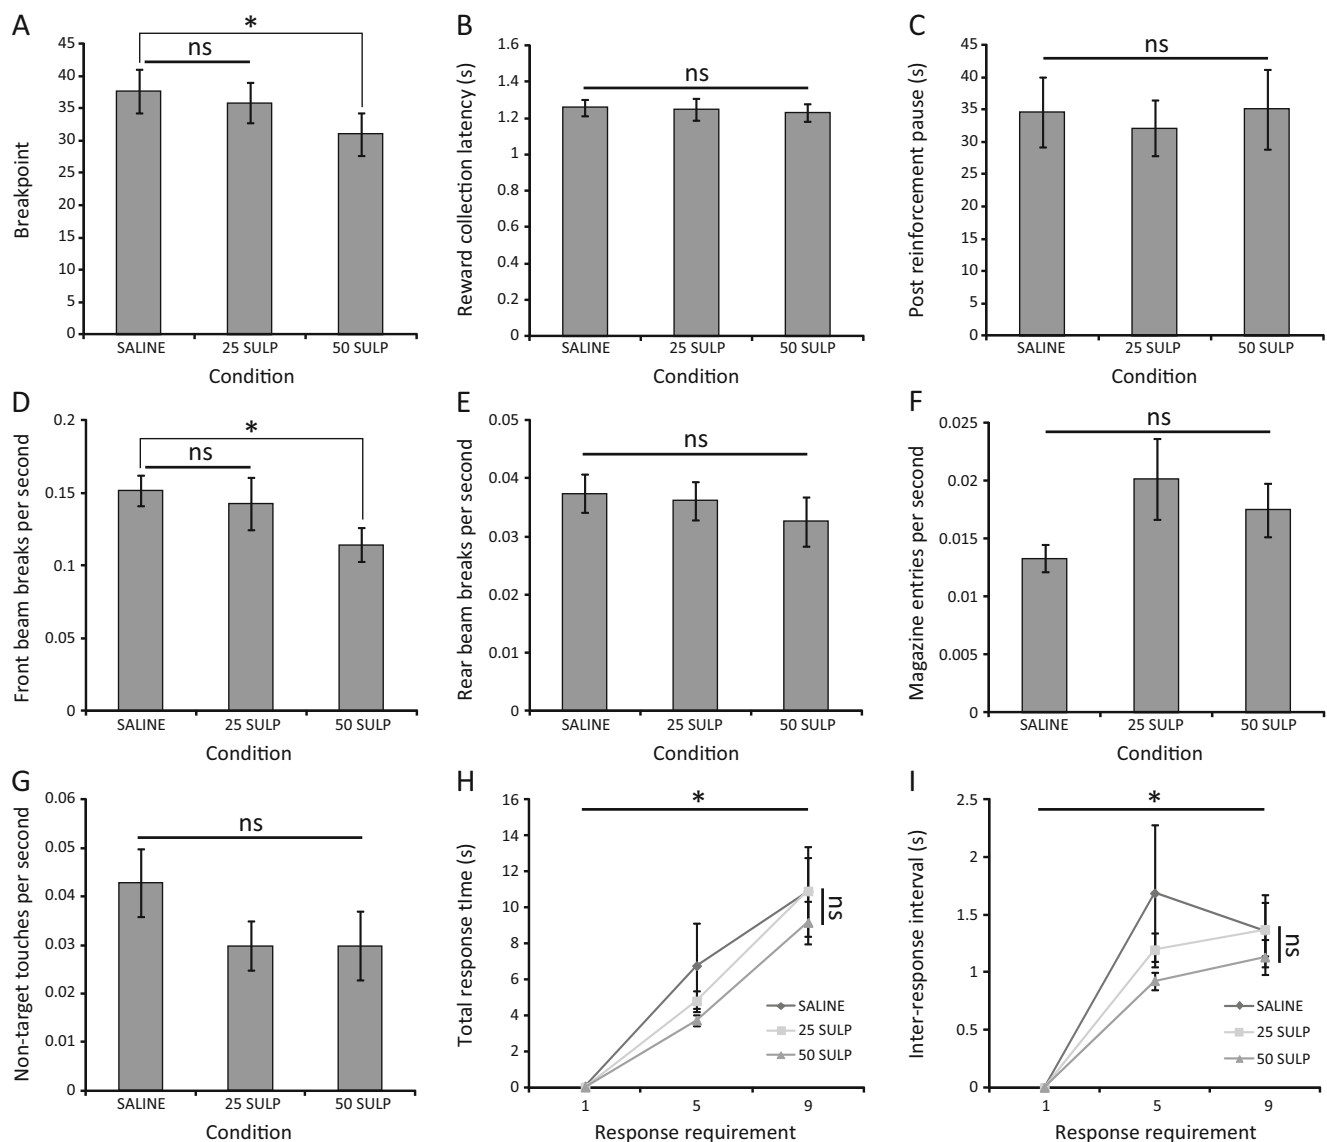 A
*
ns
45
40
35
30
25
20
15
10
5
0
Breakpoint
SALINE 25 SULP 50 SULP
Condition
B
ns
1.6
1.4
1.2
1
0.8
0.6
0.4
0.2
0
Reward collection latency (s)
SALINE 25 SULP 50 SULP
Condition
C
ns
45
40
35
30
25
20
15
10
5
0
Post reinforcement pause (s)
SALINE 25 SULP 50 SULP
Condition
D
*
ns
0.2
0.15
0.1
0.05
0
Front beam breaks per second
SALINE 25 SULP 50 SULP
Condition
E
ns
0.05
0.04
0.03
0.02
0.01
0
Rear beam breaks per second
SALINE 25 SULP 50 SULP
Condition
F
ns
0.025
0.02
0.015
0.01
0.005
0
Magazine entries per second
SALINE 25 SULP 50 SULP
Condition
G
ns
0.06
0.05
0.04
0.03
0.02
0.01
0
Non-target touches per second
SALINE 25 SULP 50 SULP
Condition
H
*
16
14
12
10
8
6
4
2
0
Total response tIme (s)
ns
SALINE
25 SULP
50 SULP
1 5 9
Response requirement
I
*
2.5
2
1.5
1
0.5
0
Inter-response interval (s)
ns
SALINE
25 SULP
50 SULP
1 5 9
Response requirement